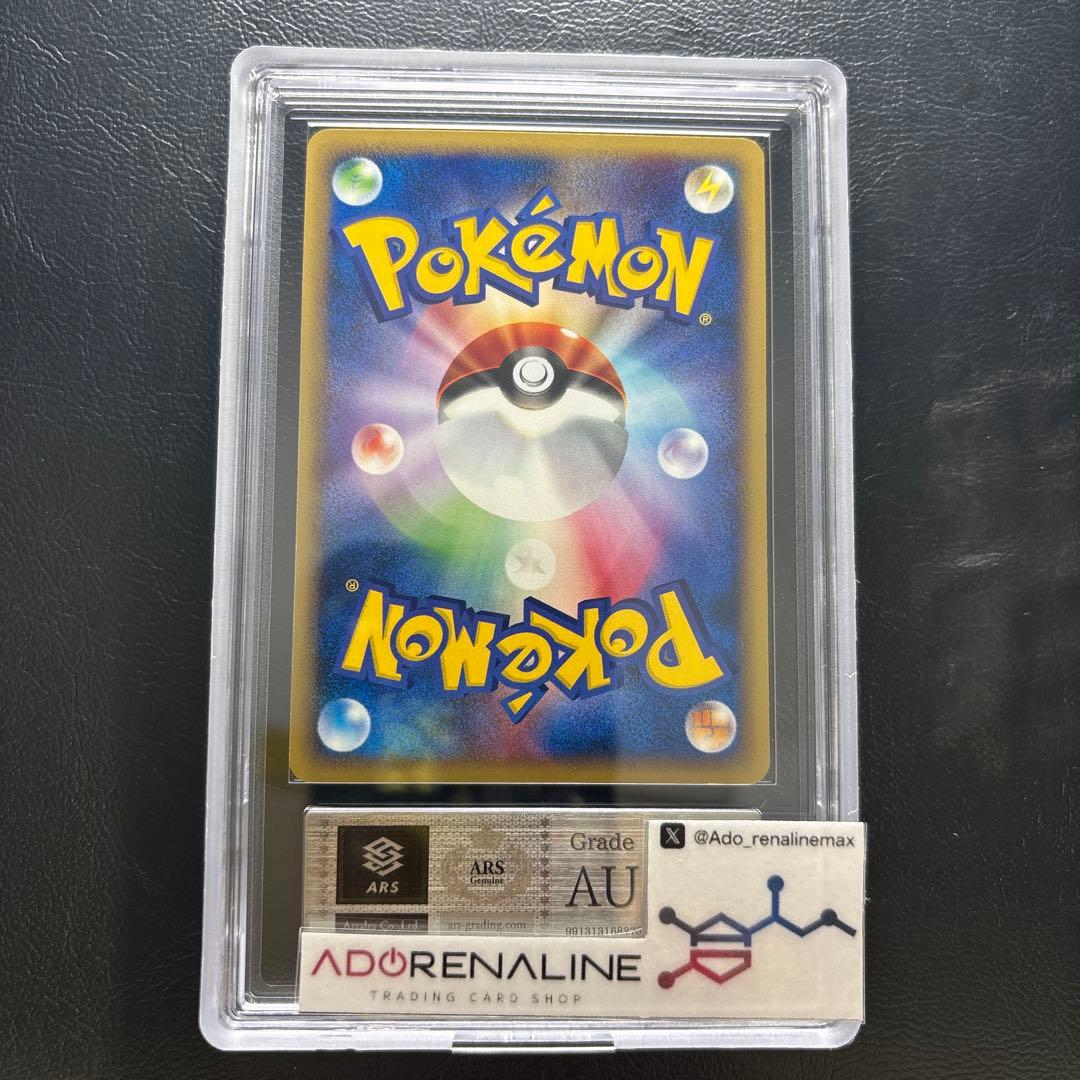 POKÉMON
®
®
POKÉMON
ARS
ARS
Genuine
Grade
AU
ars-grading.com
X @Ado_renalinemax
ADORENALINE
TRADING CARD SHOP